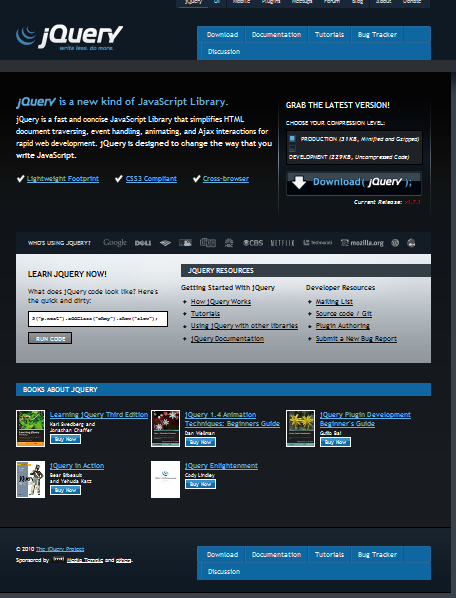 jQuery UI Mobile Plugins Meetups Forum Blog About Donate
jQuery
write less. do more.
Download Documentation Tutorials Bug Tracker
Discussion
jQuery is a new kind of JavaScript Library.
jQuery is a fast and concise JavaScript Library that simplifies HTML
document traversing, event handling, animating, and Ajax interactions for
rapid web development. jQuery is designed to change the way that you
write JavaScript.
Lightweight Footprint CSS3 Compliant Cross-browser
GRAB THE LATEST VERSION!
CHOOSE YOUR COMPRESSION LEVEL:
PRODUCTION (31KB, Minified and Gzipped)
DEVELOPMENT (229KB, Uncompressed Code)
Download( jQuery );
Current Release: v1.7.1
WHO'S USING JQUERY? Google DELL NBC CBS NETFLIX Technorati mozilla.org
LEARN JQUERY NOW!
What does jQuery code look like? Here's
the quick and dirty:
$("p.neat").addClass("ohmy").show("slow");
RUN CODE
JQUERY RESOURCES
Getting Started With jQuery
How jQuery Works
Tutorials
Using jQuery with other libraries
jQuery Documentation
Developer Resources
Mailing List
Source code / Git
Plugin Authoring
Submit a New Bug Report
BOOKS ABOUT JQUERY
Learning jQuery Third Edition
Karl Swedberg and
Jonathan Chaffer
Buy Now
jQuery 1.4 Animation
Techniques: Beginners Guide
Dan Wellman
Buy Now
jQuery Plugin Development
Beginner's Guide
Guilio Bai
Buy Now
jQuery in Action
Bear Bibeault
and Yehuda Katz
Buy Now
jQuery Enlightenment
Cody Lindley
Buy Now
© 2010 The jQuery Project
Sponsored by (mt) Media Temple and others.
Download Documentation Tutorials Bug Tracker
Discussion